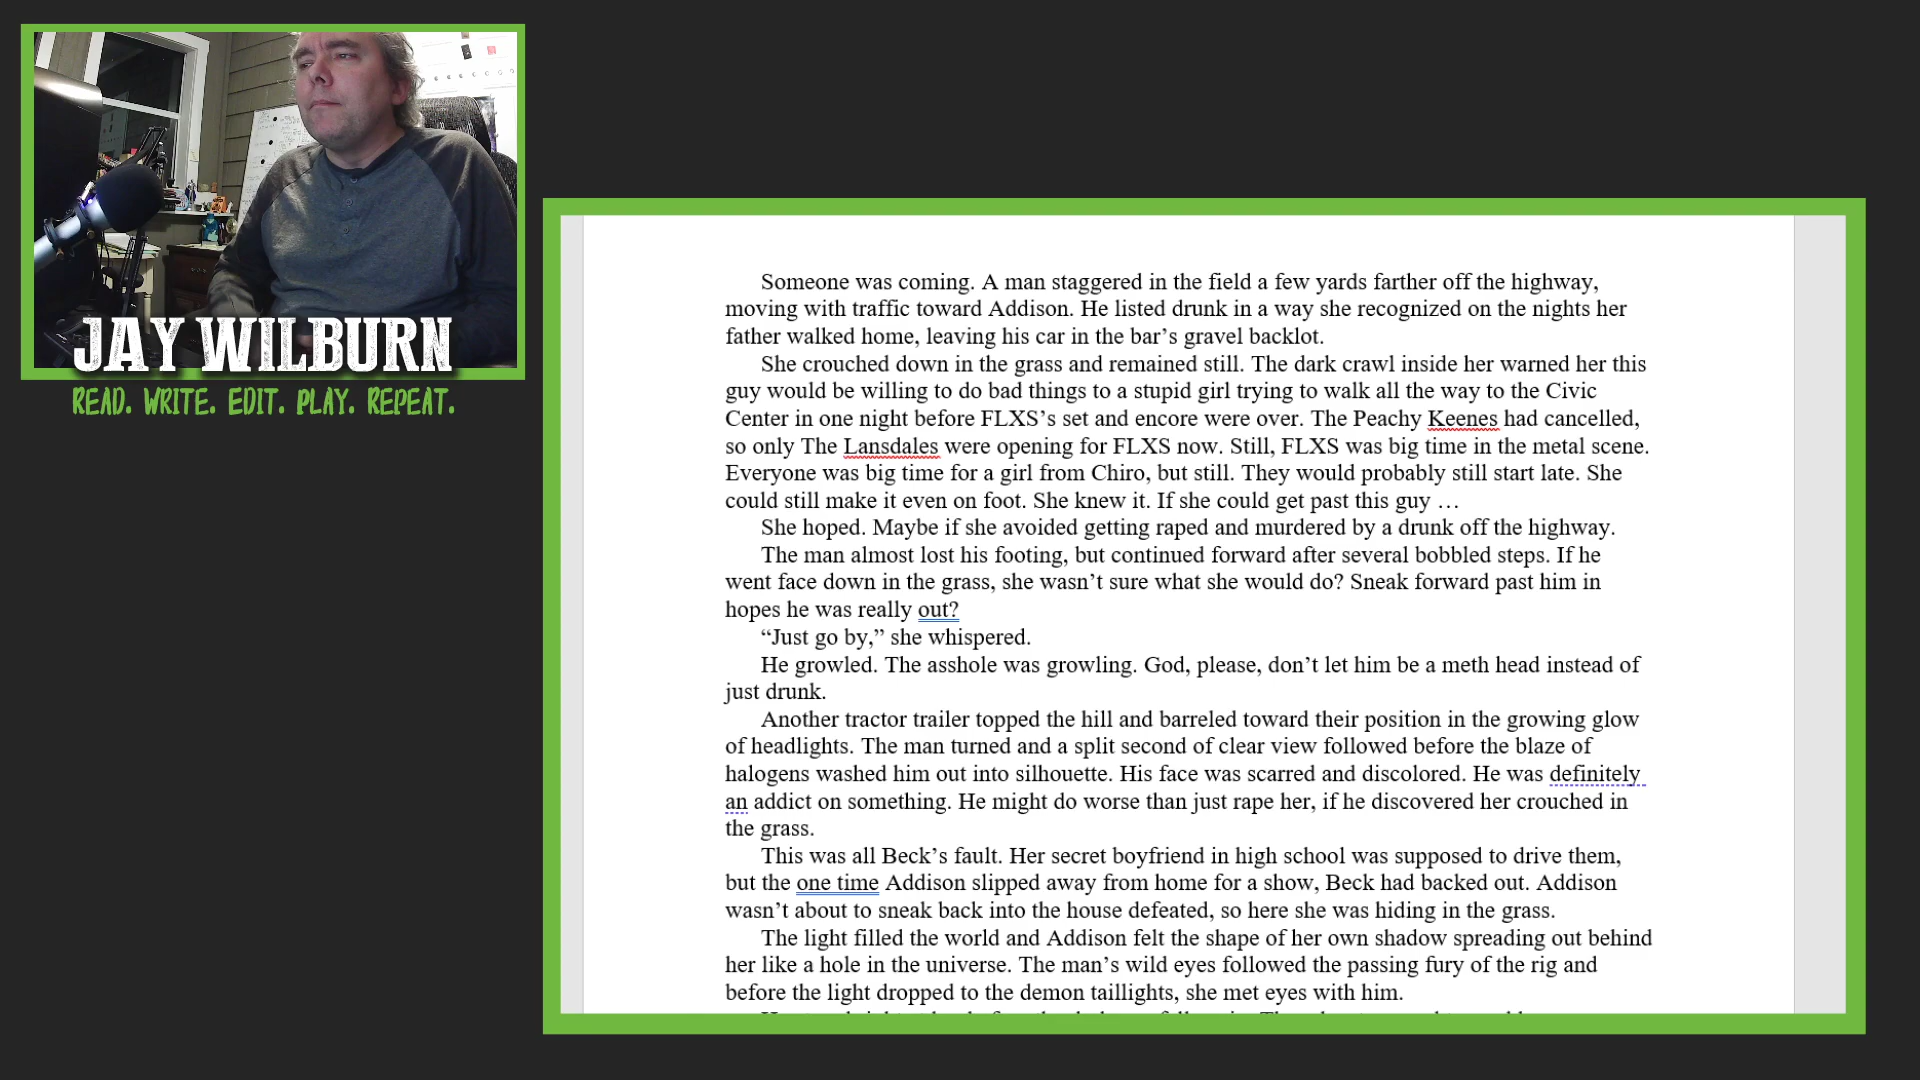 JAY WILBURN
READ. WRITE. EDIT. PLAY. REPEAT.
Someone was coming. A man staggered in the field a few yards farther off the highway,
moving with traffic toward Addison. He listed drunk in a way she recognized on the nights her
father walked home, leaving his car in the bar’s gravel backlot.
She crouched down in the grass and remained still. The dark crawl inside her warned her this
guy would be willing to do bad things to a stupid girl trying to walk all the way to the Civic
Center in one night before FLXS’s set and encore were over. The Peachy Keenes had cancelled,
so only The Lansdales were opening for FLXS now. Still, FLXS was big time in the metal scene.
Everyone was big time for a girl from Chiro, but still. They would probably still start late. She
could still make it even on foot. She knew it. If she could get past this guy …
She hoped. Maybe if she avoided getting raped and murdered by a drunk off the highway.
The man almost lost his footing, but continued forward after several bobbled steps. If he
went face down in the grass, she wasn’t sure what she would do? Sneak forward past him in
hopes he was really out?
“Just go by,” she whispered.
He growled. The asshole was growling. God, please, don’t let him be a meth head instead of
just drunk.
Another tractor trailer topped the hill and barreled toward their position in the growing glow
of headlights. The man turned and a split second of clear view followed before the blaze of
halogens washed him out into silhouette. His face was scarred and discolored. He was definitely
an addict on something. He might do worse than just rape her, if he discovered her crouched in
the grass.
This was all Beck’s fault. Her secret boyfriend in high school was supposed to drive them,
but the one time Addison slipped away from home for a show, Beck had backed out. Addison
wasn’t about to sneak back into the house defeated, so here she was hiding in the grass.
The light filled the world and Addison felt the shape of her own shadow spreading out behind
her like a hole in the universe. The man’s wild eyes followed the passing fury of the rig and
before the light dropped to the demon taillights, she met eyes with him.